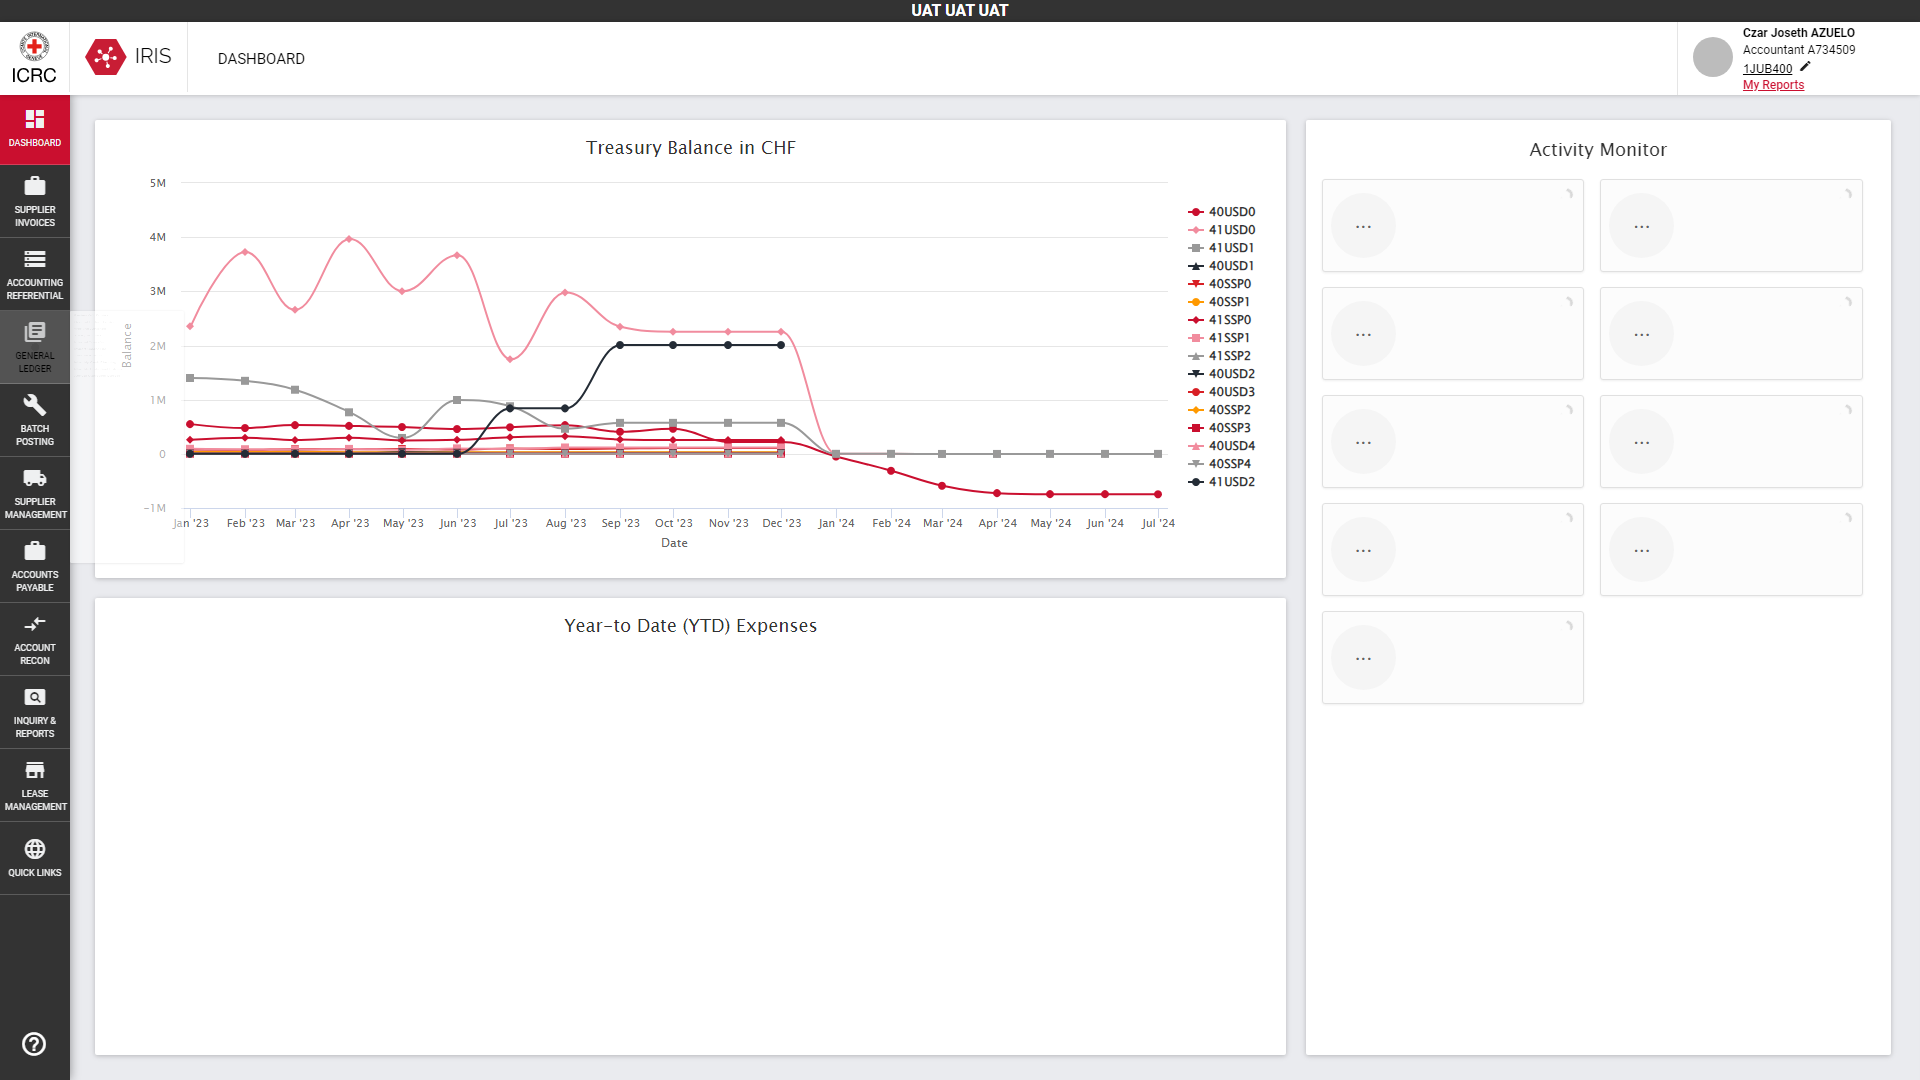 UAT UAT UAT
ICRC
IRIS
DASHBOARD
Czar Joseth AZUELO
Accountant A734509
1JUB400
My Reports
DASHBOARD
SUPPLIER
INVOICES
ACCOUNTING
REFERENTIAL
GENERAL
LEDGER
BATCH
POSTING
SUPPLIER
MANAGEMENT
ACCOUNTS
PAYABLE
ACCOUNT
RECON
INQUIRY &
REPORTS
LEASE
MANAGEMENT
QUICK LINKS
Treasury Balance in CHF
5M
4M
3M
2M
1M
0
-1M
Balance
Jan '23 Feb '23 Mar '23 Apr '23 May '23 Jun '23 Jul '23 Aug '23 Sep '23 Oct '23 Nov '23 Dec '23 Jan '24 Feb '24 Mar '24 Apr '24 May '24 Jun '24 Jul '24
Date
40USD0
41USD0
41USD1
40USD1
40SSP0
40SSP1
41SSP0
41SSP1
41SSP2
40USD2
40USD3
40SSP2
40SSP3
40USD4
40SSP4
41USD2
Year-to Date (YTD) Expenses
Activity Monitor
... ...
... ...
... ...
... ...
...